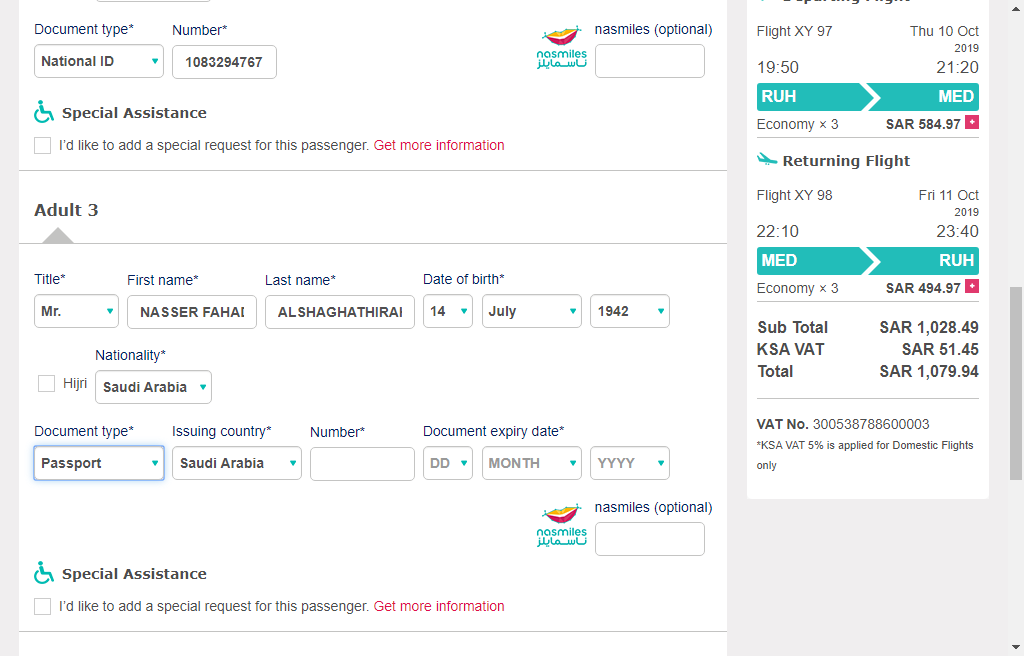 Document type*
Number*
nasmiles (optional)
National ID
1083294767
nasmiles
ناسمايلز
Special Assistance
I'd like to add a special request for this passenger. Get more information
Adult 3
Title*
First name*
Last name*
Date of birth*
Mr.
NASSER FAHAD
ALSHAGHATHIRAI
14
July
1942
Nationality*
Hijri
Saudi Arabia
Document type*
Issuing country*
Number*
Document expiry date*
Passport
Saudi Arabia
DD
MONTH
YYYY
nasmiles (optional)
nasmiles
ناسمايلز
Special Assistance
I'd like to add a special request for this passenger. Get more information
Departing Flight
Flight XY 97
Thu 10 Oct
2019
19:50
21:20
RUH
MED
Economy × 3
SAR 584.97 +
Returning Flight
Flight XY 98
Fri 11 Oct
2019
22:10
23:40
MED
RUH
Economy × 3
SAR 494.97 +
Sub Total
SAR 1,028.49
KSA VAT
SAR 51.45
Total
SAR 1,079.94
VAT No. 300538788600003
*KSA VAT 5% is applied for Domestic Flights
only